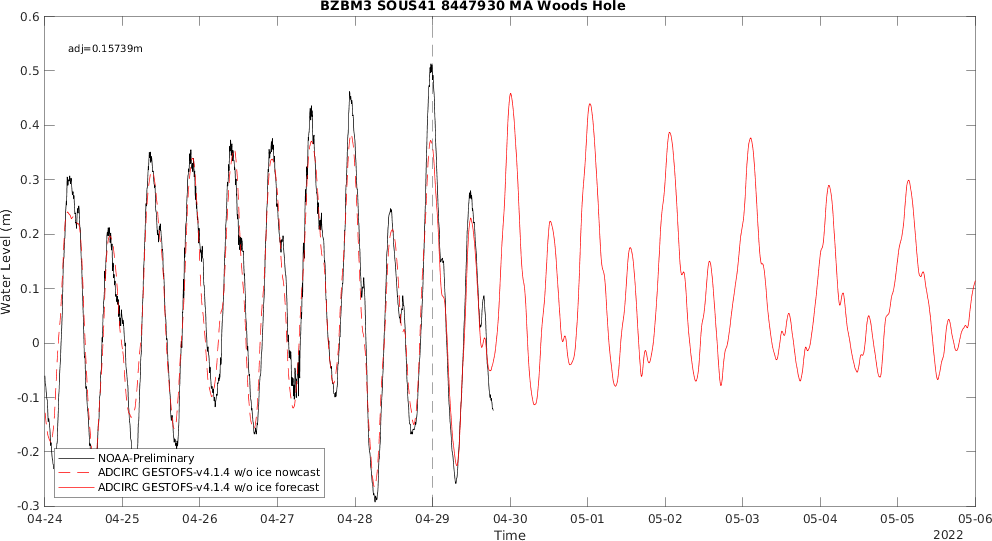 BZBM3 SOUS41 8447930 MA Woods Hole
adj=0.15739m
Water Level (m)
0.6
0.5
0.4
0.3
0.2
0.1
0
-0.1
-0.2
-0.3
NOAA-Preliminary
ADCIRC GESTOFS-v4.1.4 w/o ice nowcast
ADCIRC GESTOFS-v4.1.4 w/o ice forecast
04-24 04-25 04-26 04-27 04-28 04-29 04-30 05-01 05-02 05-03 05-04 05-05 05-06
Time
2022